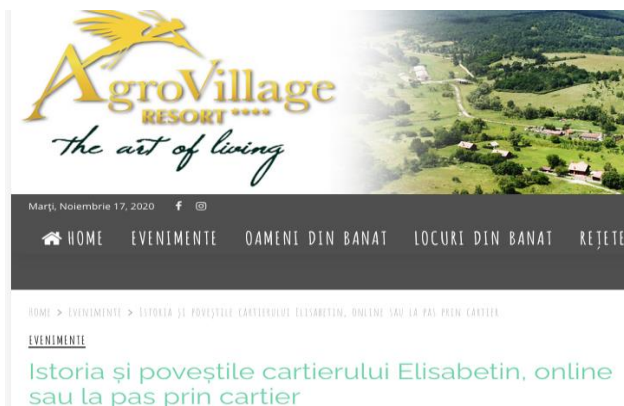 AgroVillage
RESORT ****
the art of living
Marți, Noiembrie 17, 2020
HOME EVENIMENTE OAMENI DIN BANAT LOCURI DIN BANAT REȚETE
HOME > EVENIMENTE > ISTORIA ȘI POVEȘTILE CARTIERULUI ELISABETIN, ONLINE SAU LA PAS PRIN CARTIER
EVENIMENTE
Istoria și poveștile cartierului Elisabetin, online
sau la pas prin cartier